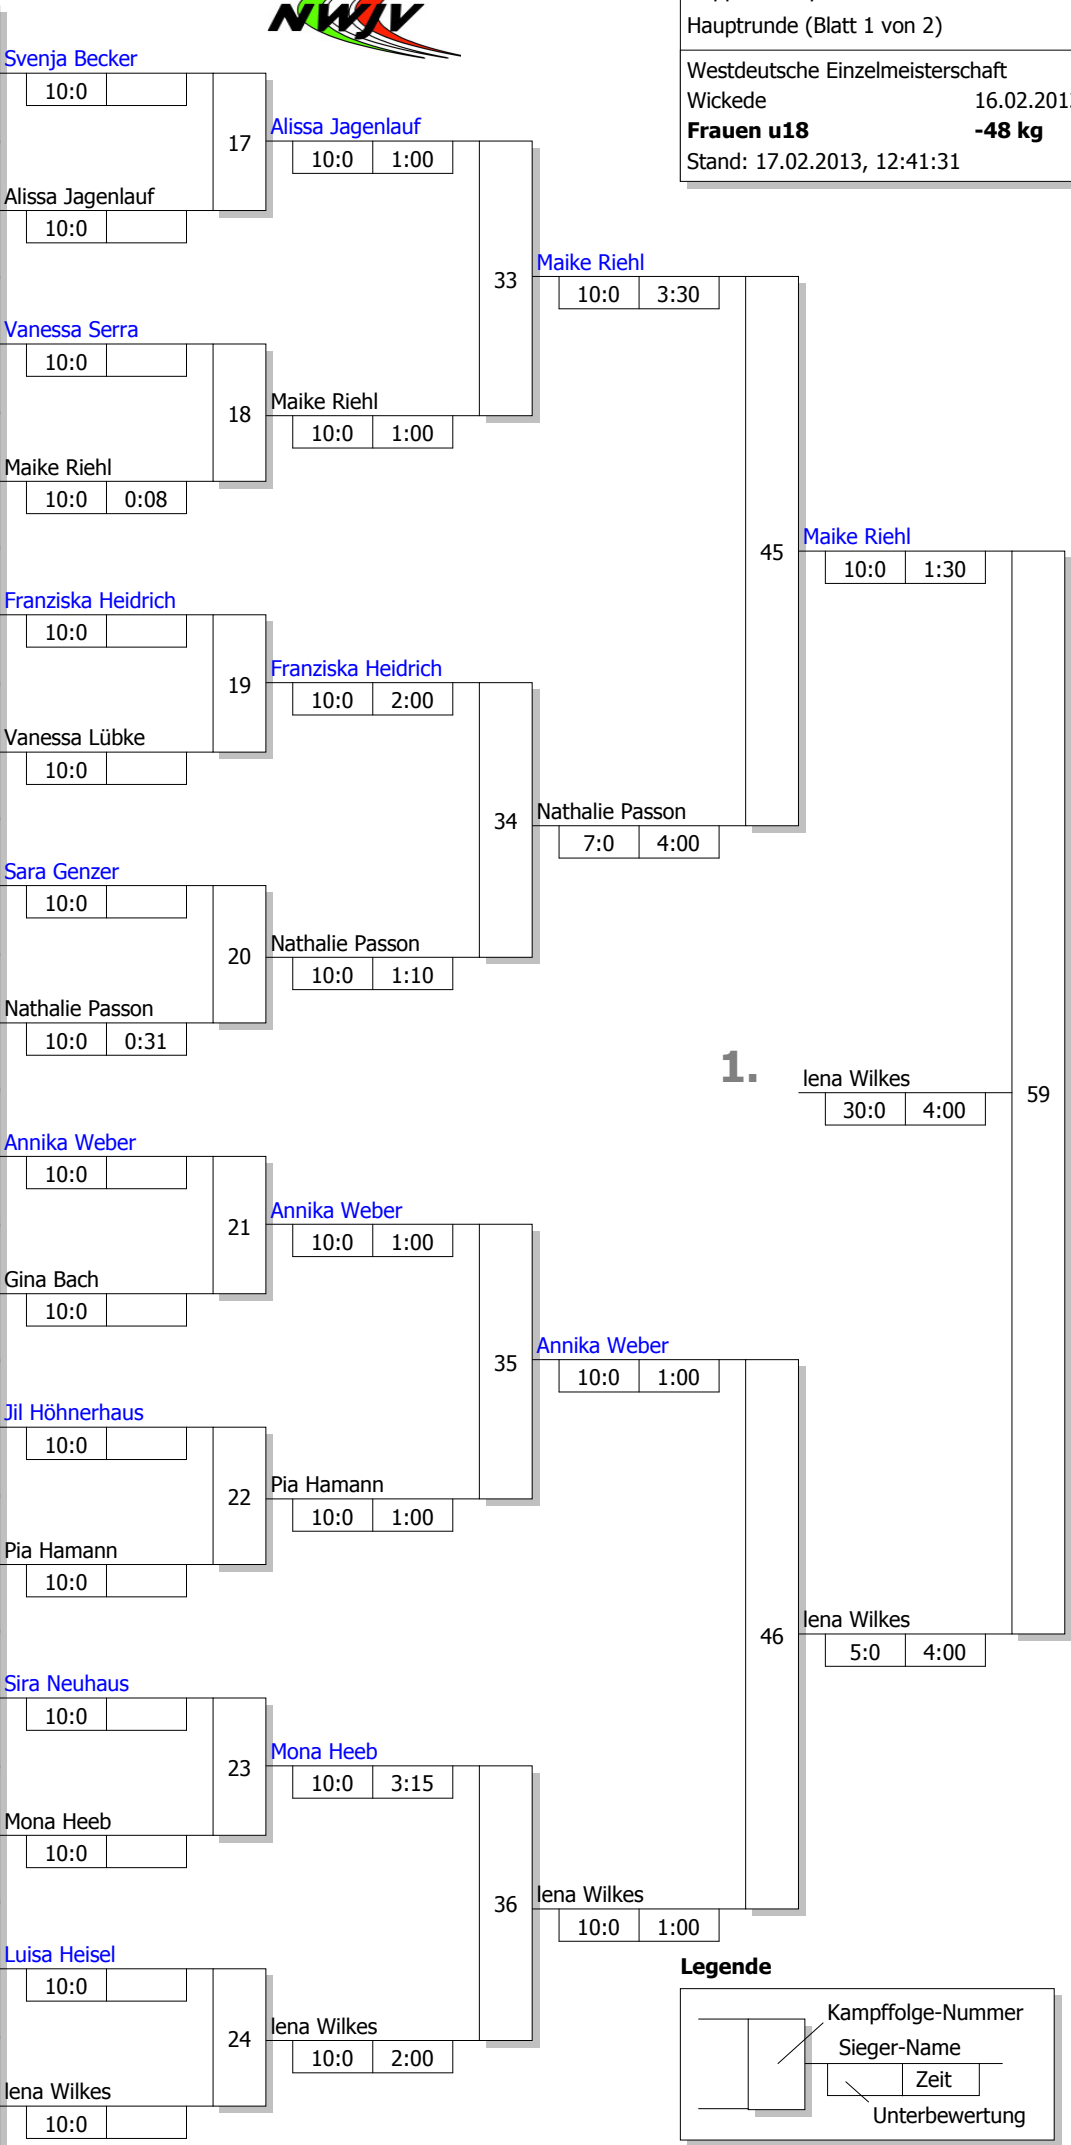 NWJV
Hauptrunde (Blatt 1 von 2)
Westdeutsche Einzelmeisterschaft
Wickede 16.02.2013
Frauen u18 -48 kg
Stand: 17.02.2013, 12:41:31
Svenja Becker
10:0
17
Alissa Jagenlauf
10:0 1:00
Alissa Jagenlauf
10:0
33
Maike Riehl
10:0 3:30
Vanessa Serra
10:0
18
Maike Riehl
10:0 1:00
Maike Riehl
10:0 0:08
45
Maike Riehl
10:0 1:30
Franziska Heidrich
10:0
19
Franziska Heidrich
10:0 2:00
Vanessa Lübke
10:0
34
Nathalie Passon
7:0 4:00
Sara Genzer
10:0
20
Nathalie Passon
10:0 1:10
Nathalie Passon
10:0 0:31
1.
lena Wilkes
30:0 4:00
59
Annika Weber
10:0
21
Annika Weber
10:0 1:00
Gina Bach
10:0
35
Annika Weber
10:0 1:00
Jil Höhnerhaus
10:0
22
Pia Hamann
10:0 1:00
Pia Hamann
10:0
46
lena Wilkes
5:0 4:00
Sira Neuhaus
10:0
23
Mona Heeb
10:0 3:15
Mona Heeb
10:0
36
lena Wilkes
10:0 1:00
Luisa Heisel
10:0
24
lena Wilkes
10:0 2:00
lena Wilkes
10:0
Legende
Kampffolge-Nummer
Sieger-Name
Zeit
Unterbewertung